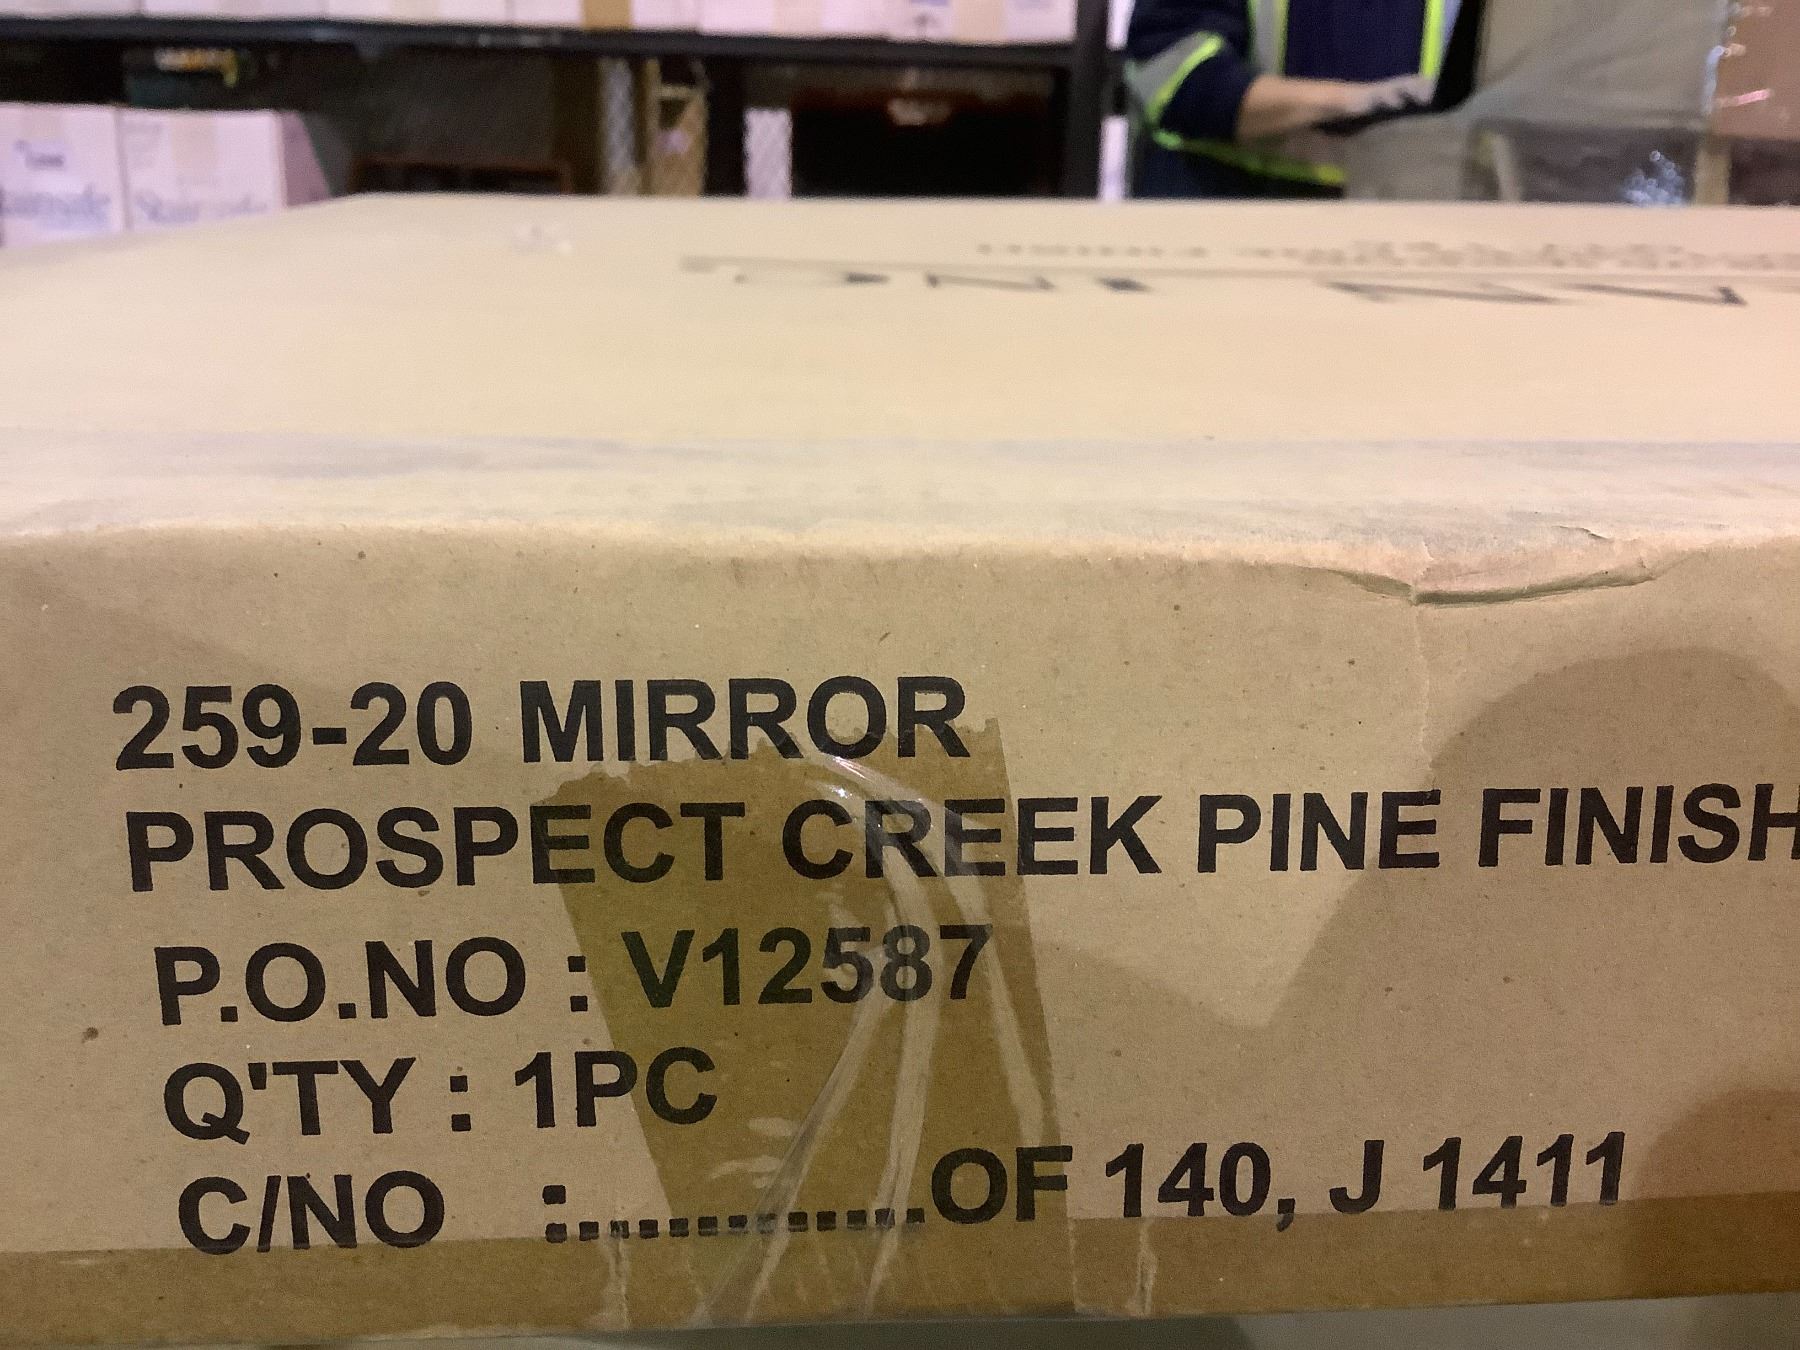 259-20 MIRROR
PROSPECT CREEK PINE FINISH
P.O.NO : V12587
Q'TY : 1PC
C/NO :.............OF 140, J 1411